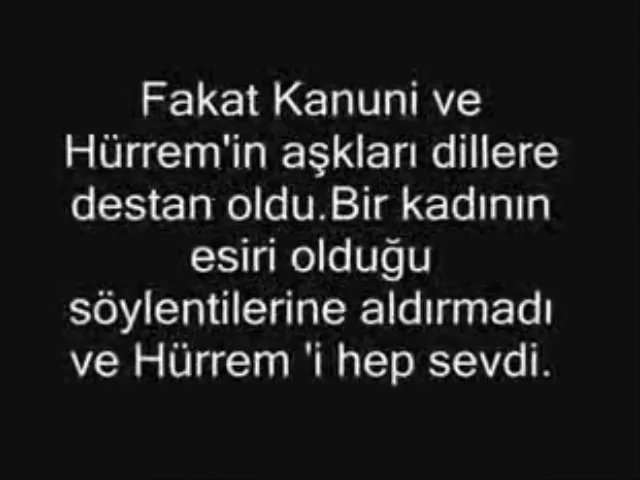 Fakat Kanuni ve
Hürrem'in aşkları dillere
destan oldu.Bir kadının
esiri olduğu
söylentilerine aldırmadı
ve Hürrem 'i hep sevdi.